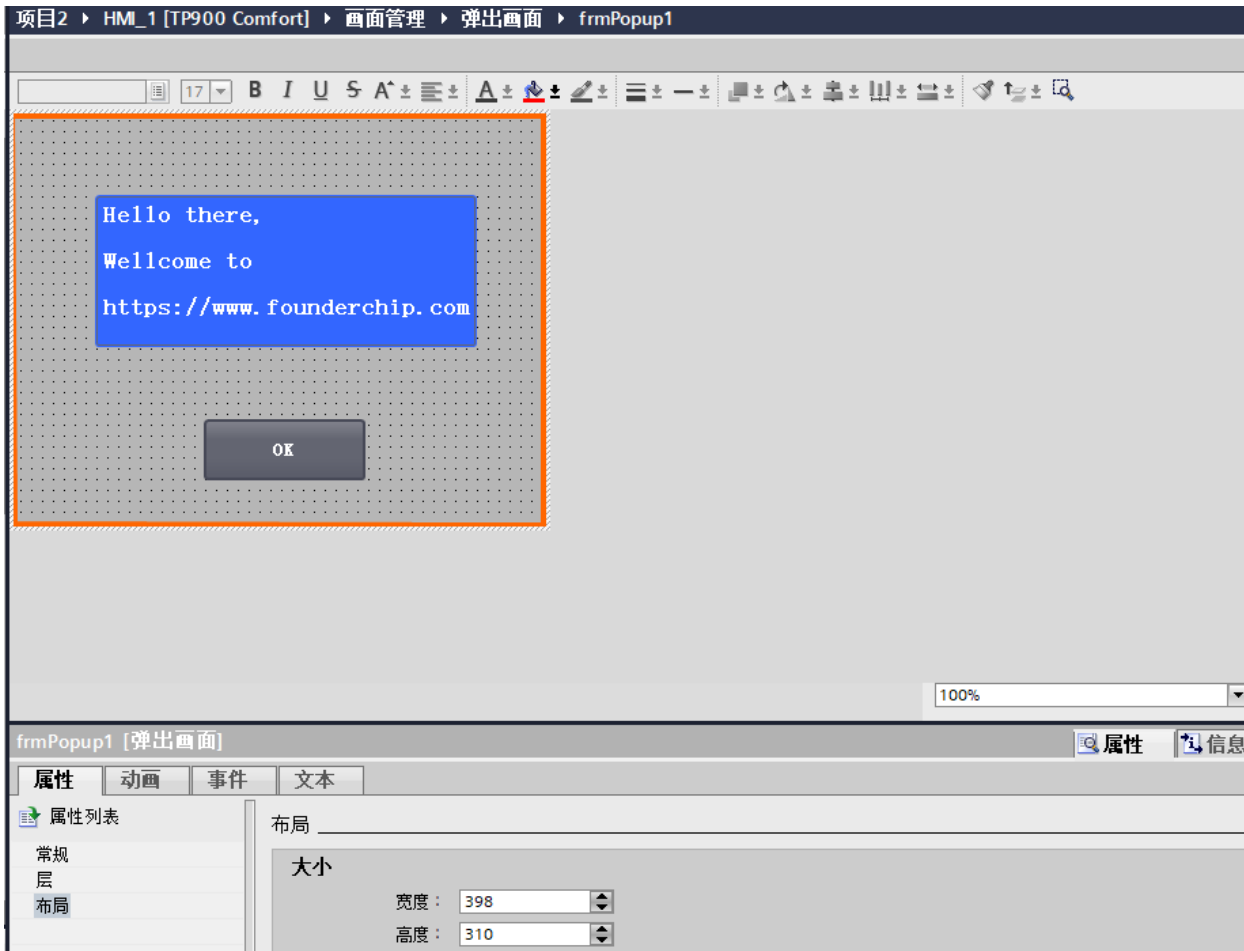 项目2 ▸ HMI_1 [TP900 Comfort] ▸ 画面管理 ▸ 弹出画面 ▸ frmPopup1
17 B I U S A A
Hello there,
Wellcome to
https://www.founderchip.com
OK
100%
frmPopup1 [弹出画面] 属性 信息
属性 动画 事件 文本
属性列表
布局
常规
大小
层
宽度： 398
布局
高度： 310